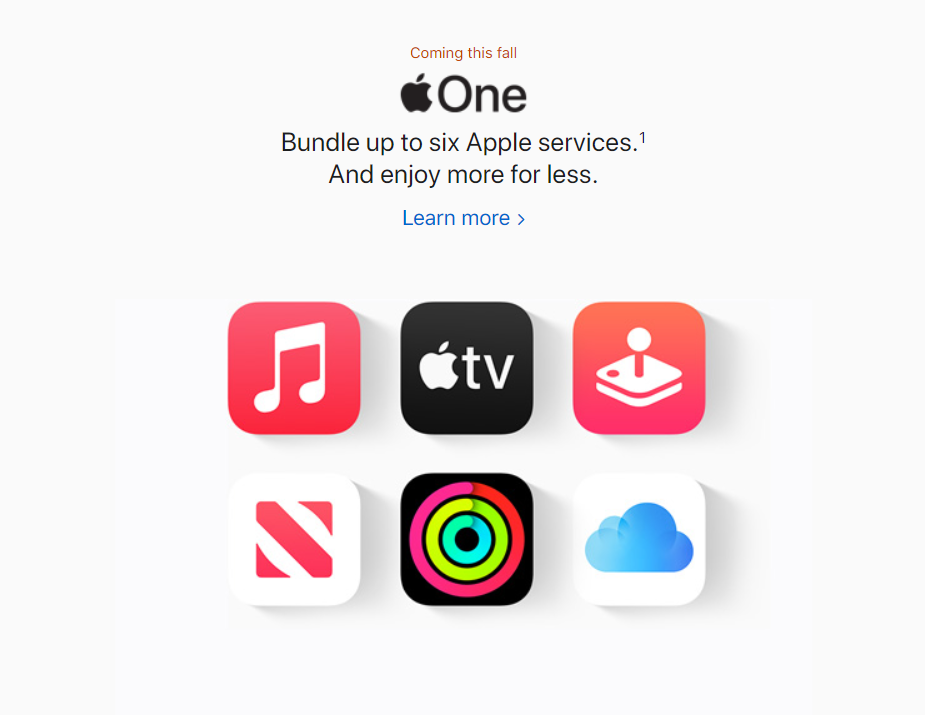 Coming this fall
One
Bundle up to six Apple services.¹
And enjoy more for less.
Learn more >
tv